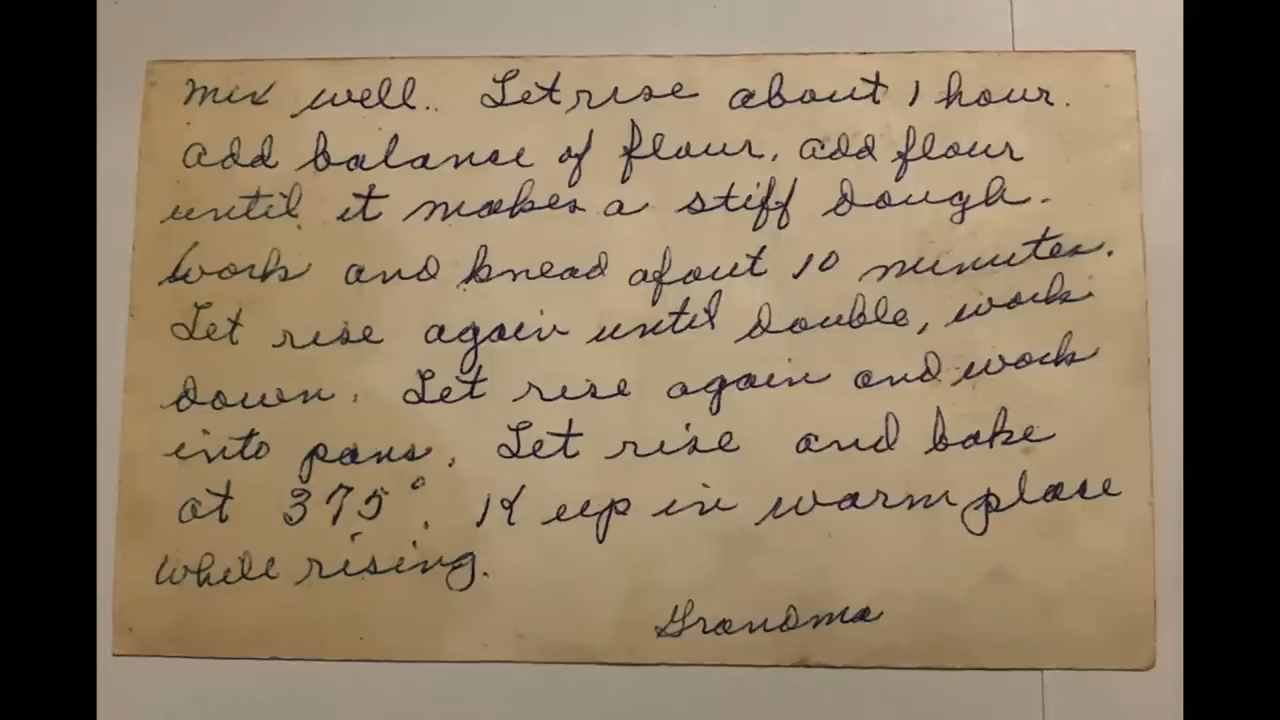 Mix well. Let rise about 1 hour.
Add balance of flour. Add flour
until it makes a stiff dough.
Work and knead about 10 minutes.
Let rise again until double, work
down. Let rise again and work
into pans. Let rise and bake
at 375°. Keep in warm place
while rising.
Grandma